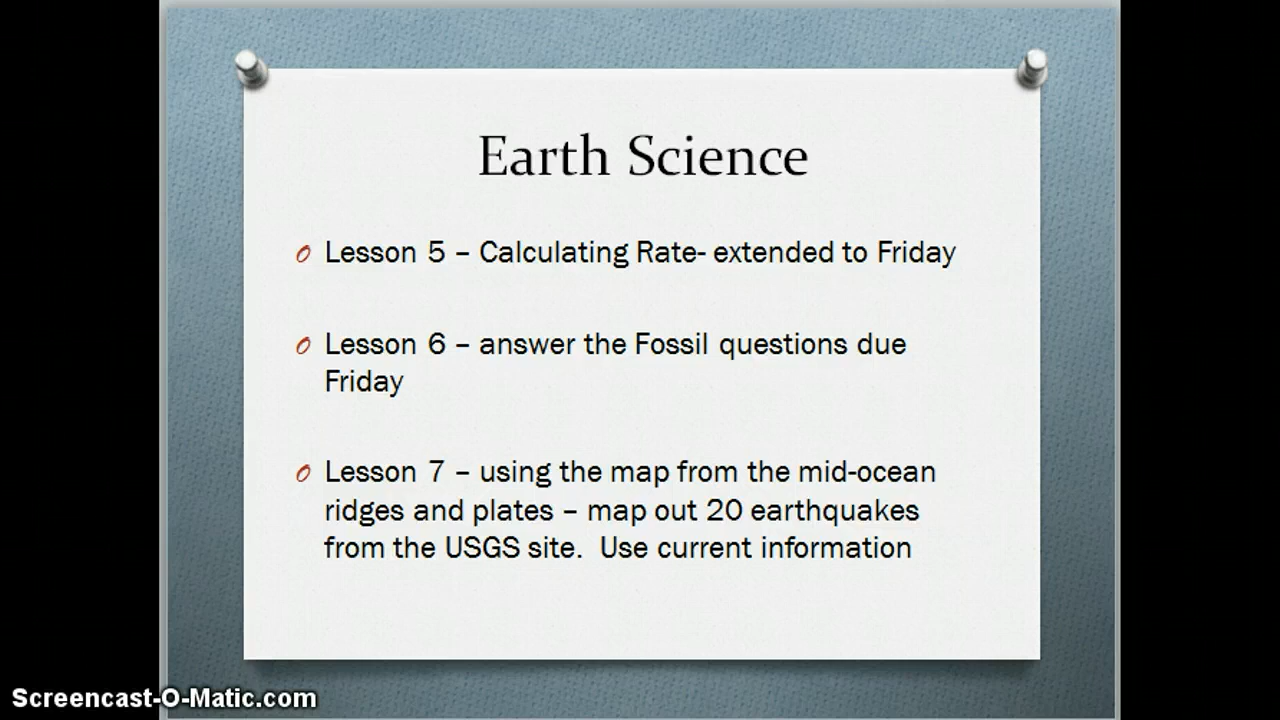 Earth Science
Lesson 5 – Calculating Rate- extended to Friday
Lesson 6 – answer the Fossil questions due
Friday
Lesson 7 – using the map from the mid-ocean
ridges and plates – map out 20 earthquakes
from the USGS site.  Use current information
Screencast-O-Matic.com